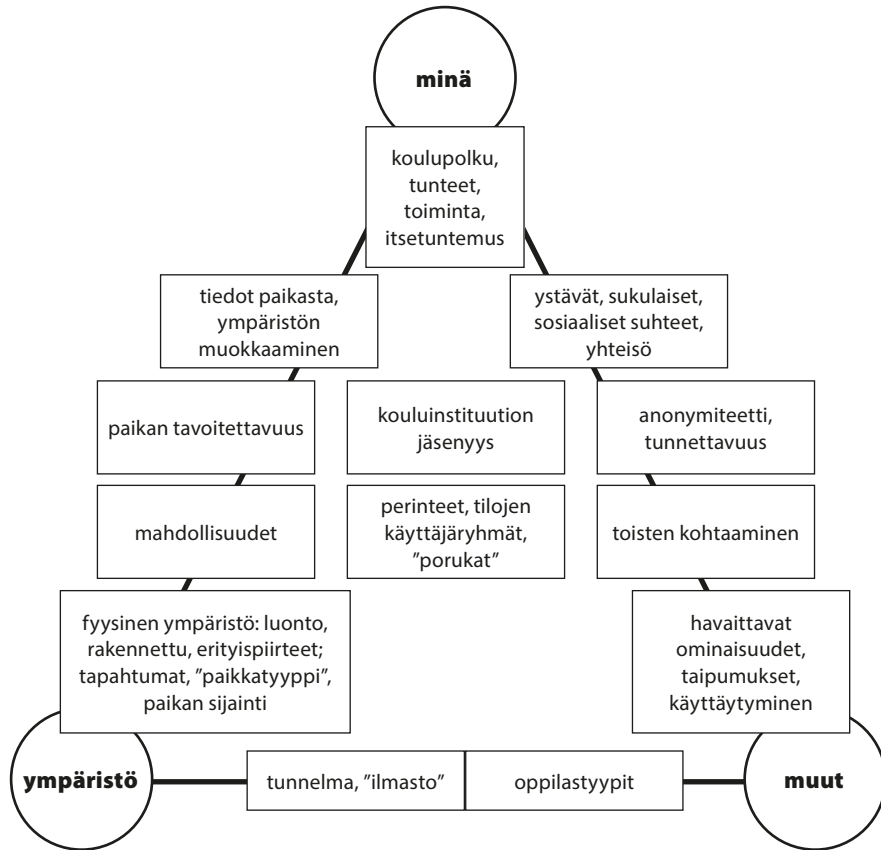 minä
koulupolku,
tunteet,
toiminta,
itsetuntemus
tiedot paikasta,
ympäristön
muokkaaminen
ystävät, sukulaiset,
sosiaaliset suhteet,
yhteisö
paikan tavoitettavuus
kouluinstituution
jäsenyys
anonymiteetti,
tunnettavuus
mahdollisuudet
perinteet, tilojen
käyttäjäryhmät,
”porukat”
toisten kohtaaminen
fyysinen ympäristö: luonto,
rakennettu, erityispiirteet;
tapahtumat, ”paikkatyyppi”,
paikan sijainti
havaittavat
ominaisuudet,
taipumukset,
käyttäytyminen
ympäristö
tunnelma, ”ilmasto”
oppilastyypit
muut